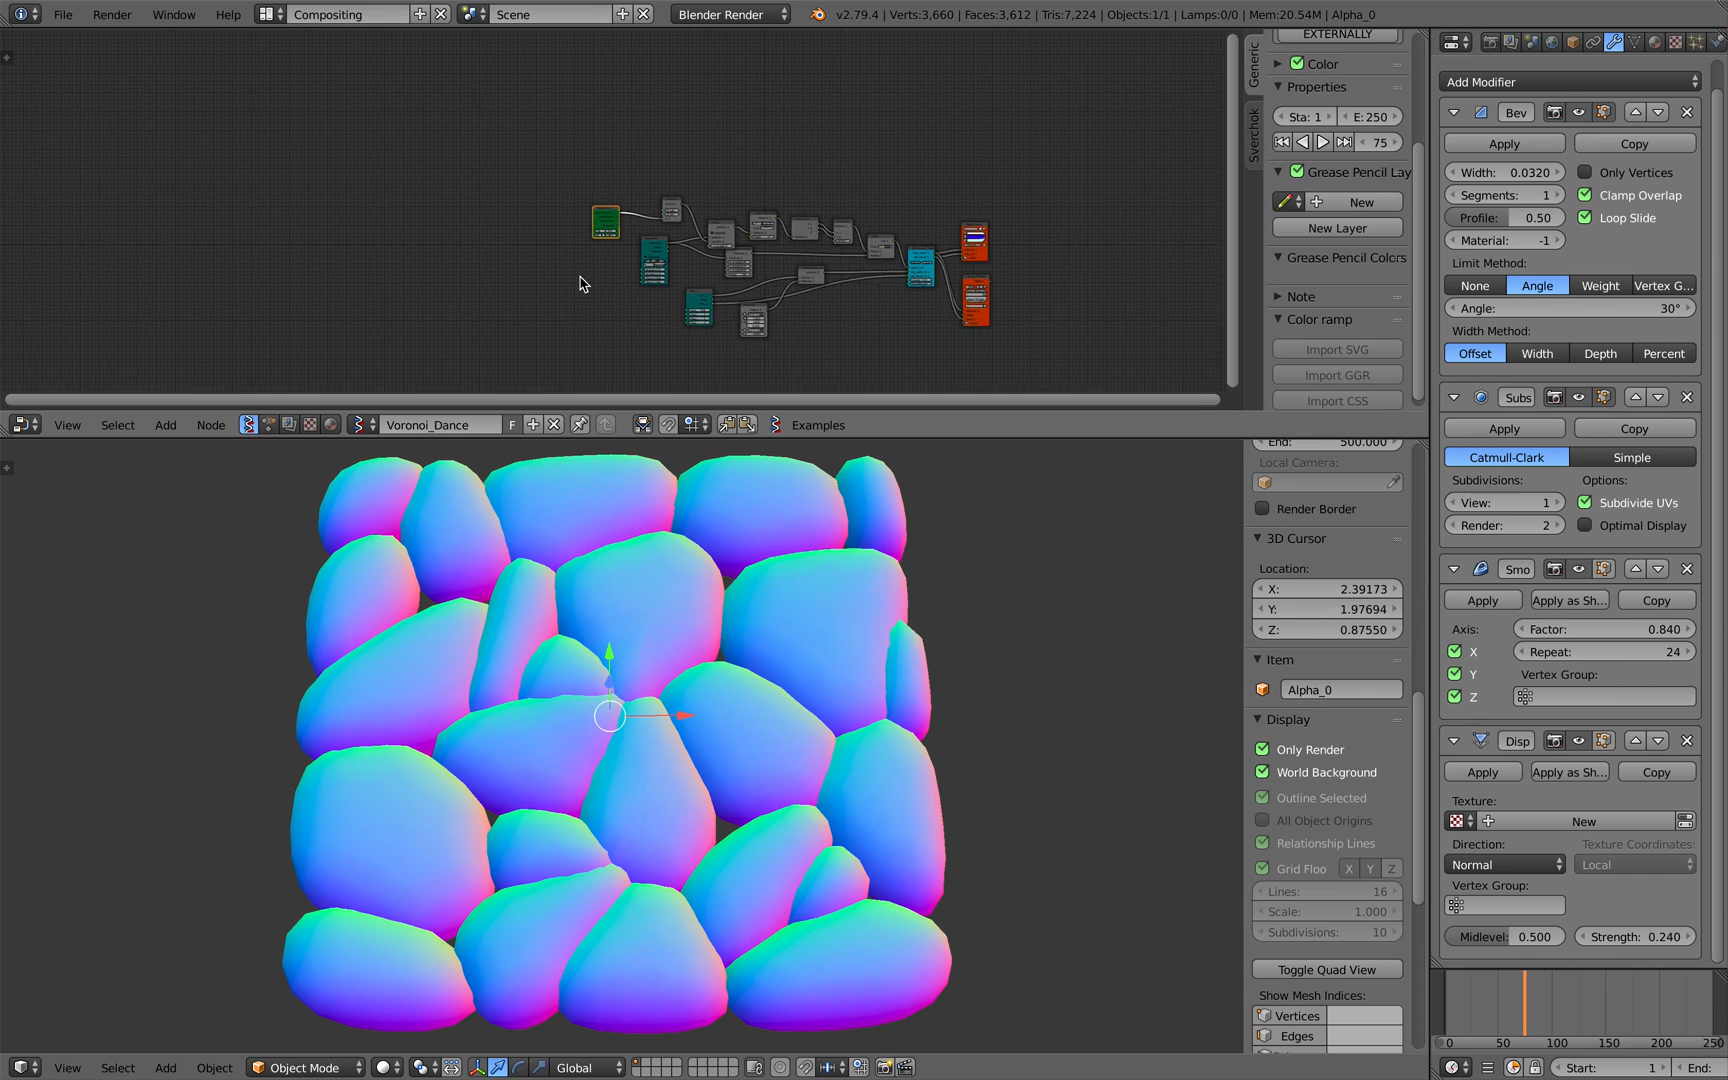 File Render Window Help Compositing Scene Blender Render v2.79.4 | Verts:3,660 | Faces:3,612 | Tris:7,224 | Objects:1/1 | Lamps:0/0 | Mem:20.54M | Alpha_0
EXTERNALLY
Color
Properties
Sta: 1 E: 250
75
Grease Pencil Lay
New
New Layer
Grease Pencil Colors
Note
Color ramp
Import SVG
Import GGR
Import CSS
Generic
Sverchok
View Select Add Node Voronoi_Dance F Examples
End: 500.000
Local Camera:
Render Border
3D Cursor
Location:
X: 2.39173
Y: 1.97694
Z: 0.87550
Item
Alpha_0
Display
Only Render
World Background
Outline Selected
All Object Origins
Relationship Lines
Grid Floo X Y Z
Lines: 16
Scale: 1.000
Subdivisions: 10
Toggle Quad View
Show Mesh Indices:
Vertices
Edges
View Select Add Object Object Mode Global
Add Modifier
Bev
Apply Copy
Width: 0.0320 Only Vertices
Segments: 1 Clamp Overlap
Profile: 0.50 Loop Slide
Material: -1
Limit Method:
None Angle Weight Vertex G...
Angle: 30°
Width Method:
Offset Width Depth Percent
Subs
Apply Copy
Catmull-Clark Simple
Subdivisions: Options:
View: 1 Subdivide UVs
Render: 2 Optimal Display
Smo
Apply Apply as Sh... Copy
Axis: Factor: 0.840
X Repeat: 24
Y Vertex Group:
Z
Disp
Apply Apply as Sh... Copy
Texture:
New
Direction: Texture Coordinates:
Normal Local
Vertex Group:
Midlevel: 0.500 Strength: 0.240
0 50 100 150 200 250
Start: 1 End: